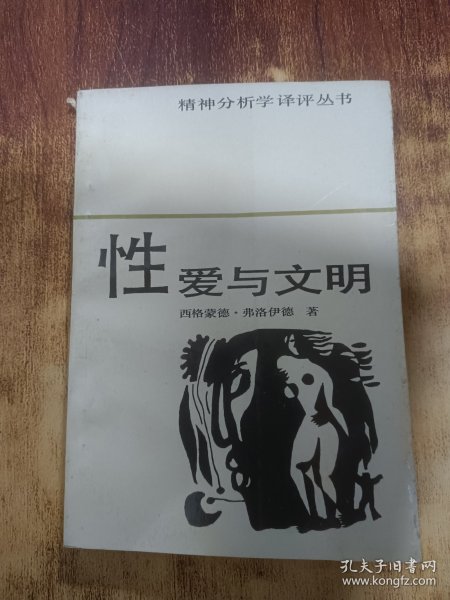 精神分析学译评丛书
性爱与文明
西格蒙德·弗洛伊德 著
孔夫子旧书网
www.kongfz.com